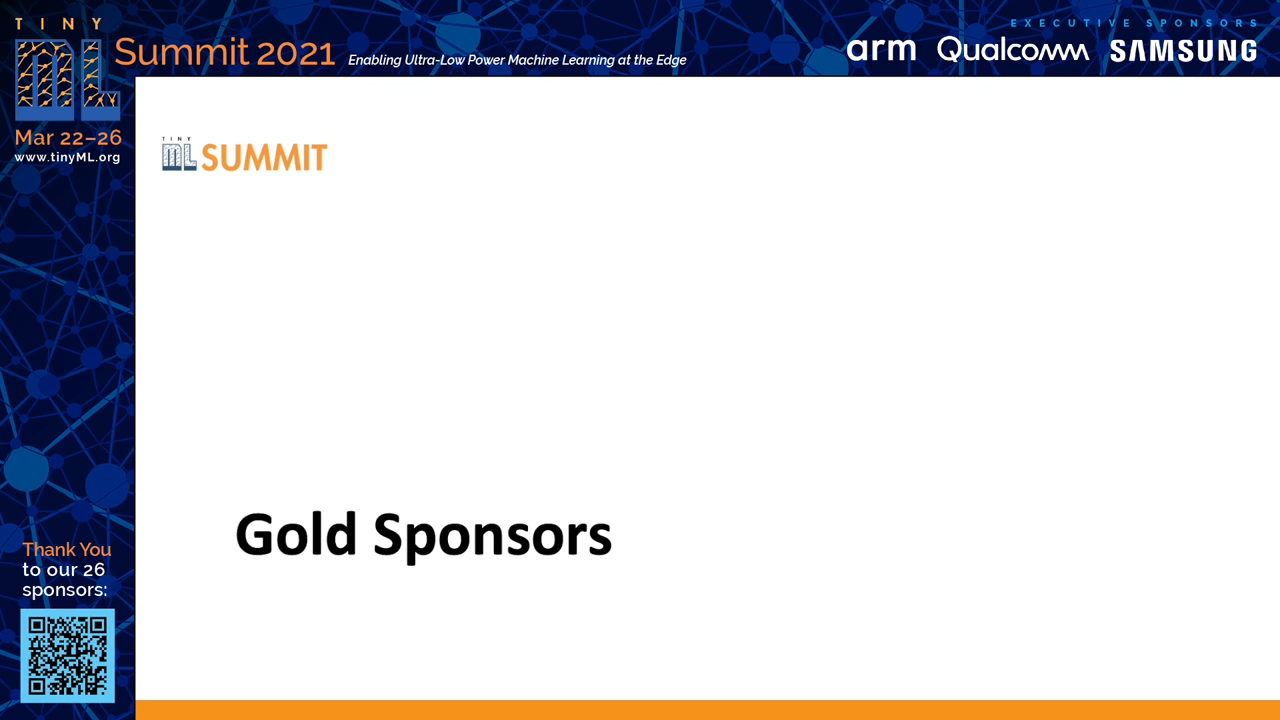 TINY
ML Summit 2021
Enabling Ultra-Low Power Machine Learning at the Edge
EXECUTIVE SPONSORS
arm Qualcomm SAMSUNG
Mar 22–26
www.tinyML.org
TINY
ML SUMMIT
Gold Sponsors
Thank You
to our 26
sponsors: